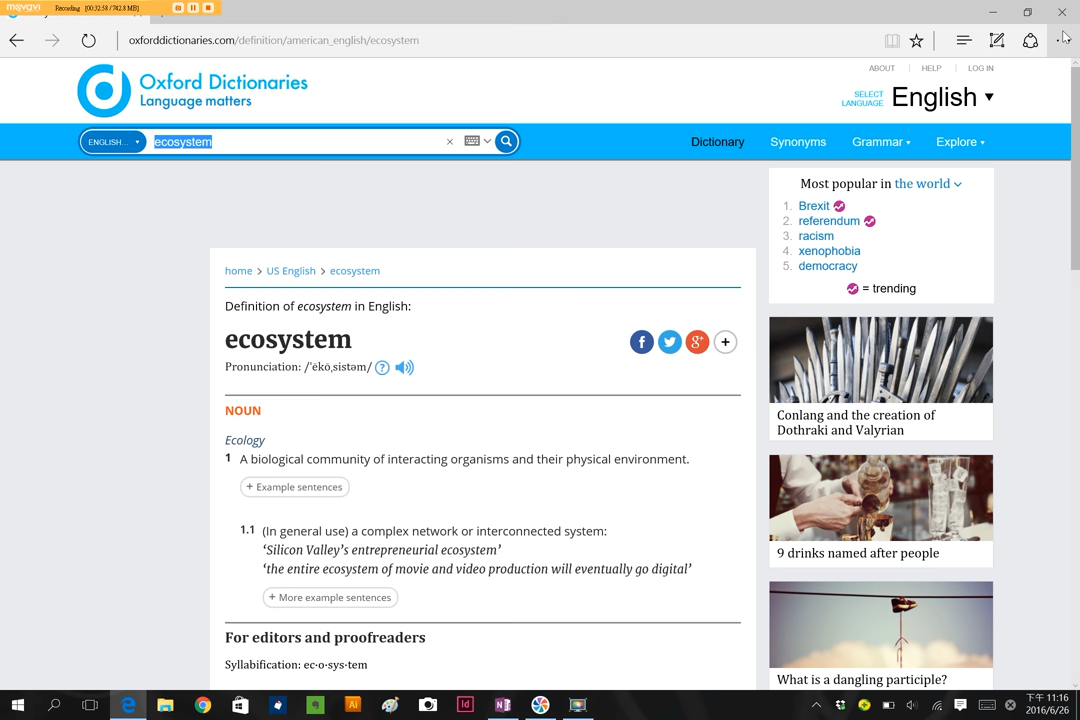 movavi Recording [00:32:58 / 742.8 MB]
oxforddictionaries.com/definition/american_english/ecosystem
Oxford Dictionaries
Language matters
ABOUT HELP LOG IN
SELECT LANGUAGE English
ENGLISH... ecosystem
Dictionary Synonyms Grammar Explore
Most popular in the world
1. Brexit
2. referendum
3. racism
4. xenophobia
5. democracy
= trending
home > US English > ecosystem
Definition of ecosystem in English:
ecosystem
Pronunciation: /ˈēkōˌsistəm/ ?
NOUN
Ecology
1 A biological community of interacting organisms and their physical environment.
+ Example sentences
1.1 (In general use) a complex network or interconnected system:
‘Silicon Valley’s entrepreneurial ecosystem’
‘the entire ecosystem of movie and video production will eventually go digital’
+ More example sentences
For editors and proofreaders
Syllabification: ec·o·sys·tem
Conlang and the creation of
Dothraki and Valyrian
9 drinks named after people
What is a dangling participle?
下午 11:16
2016/6/26